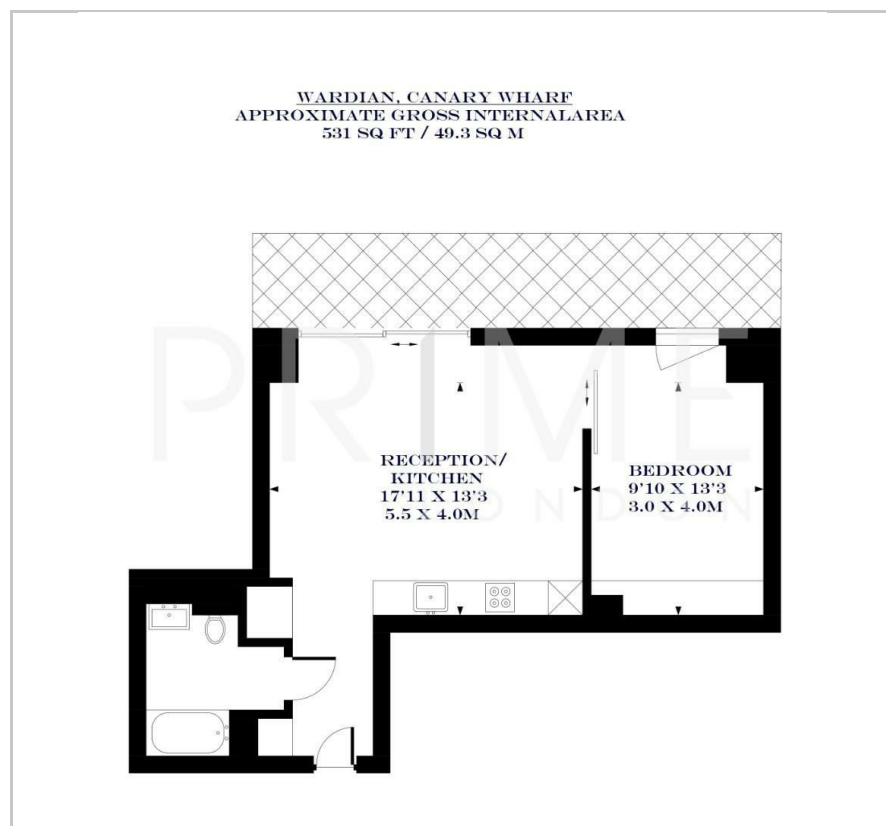 WARDIAN, CANARY WHARF
APPROXIMATE GROSS INTERNALAREA
531 SQ FT / 49.3 SQ M
PRIME
LONDON
RECEPTION/
KITCHEN
17'11 X 13'3
5.5 X 4.0M
BEDROOM
9'10 X 13'3
3.0 X 4.0M